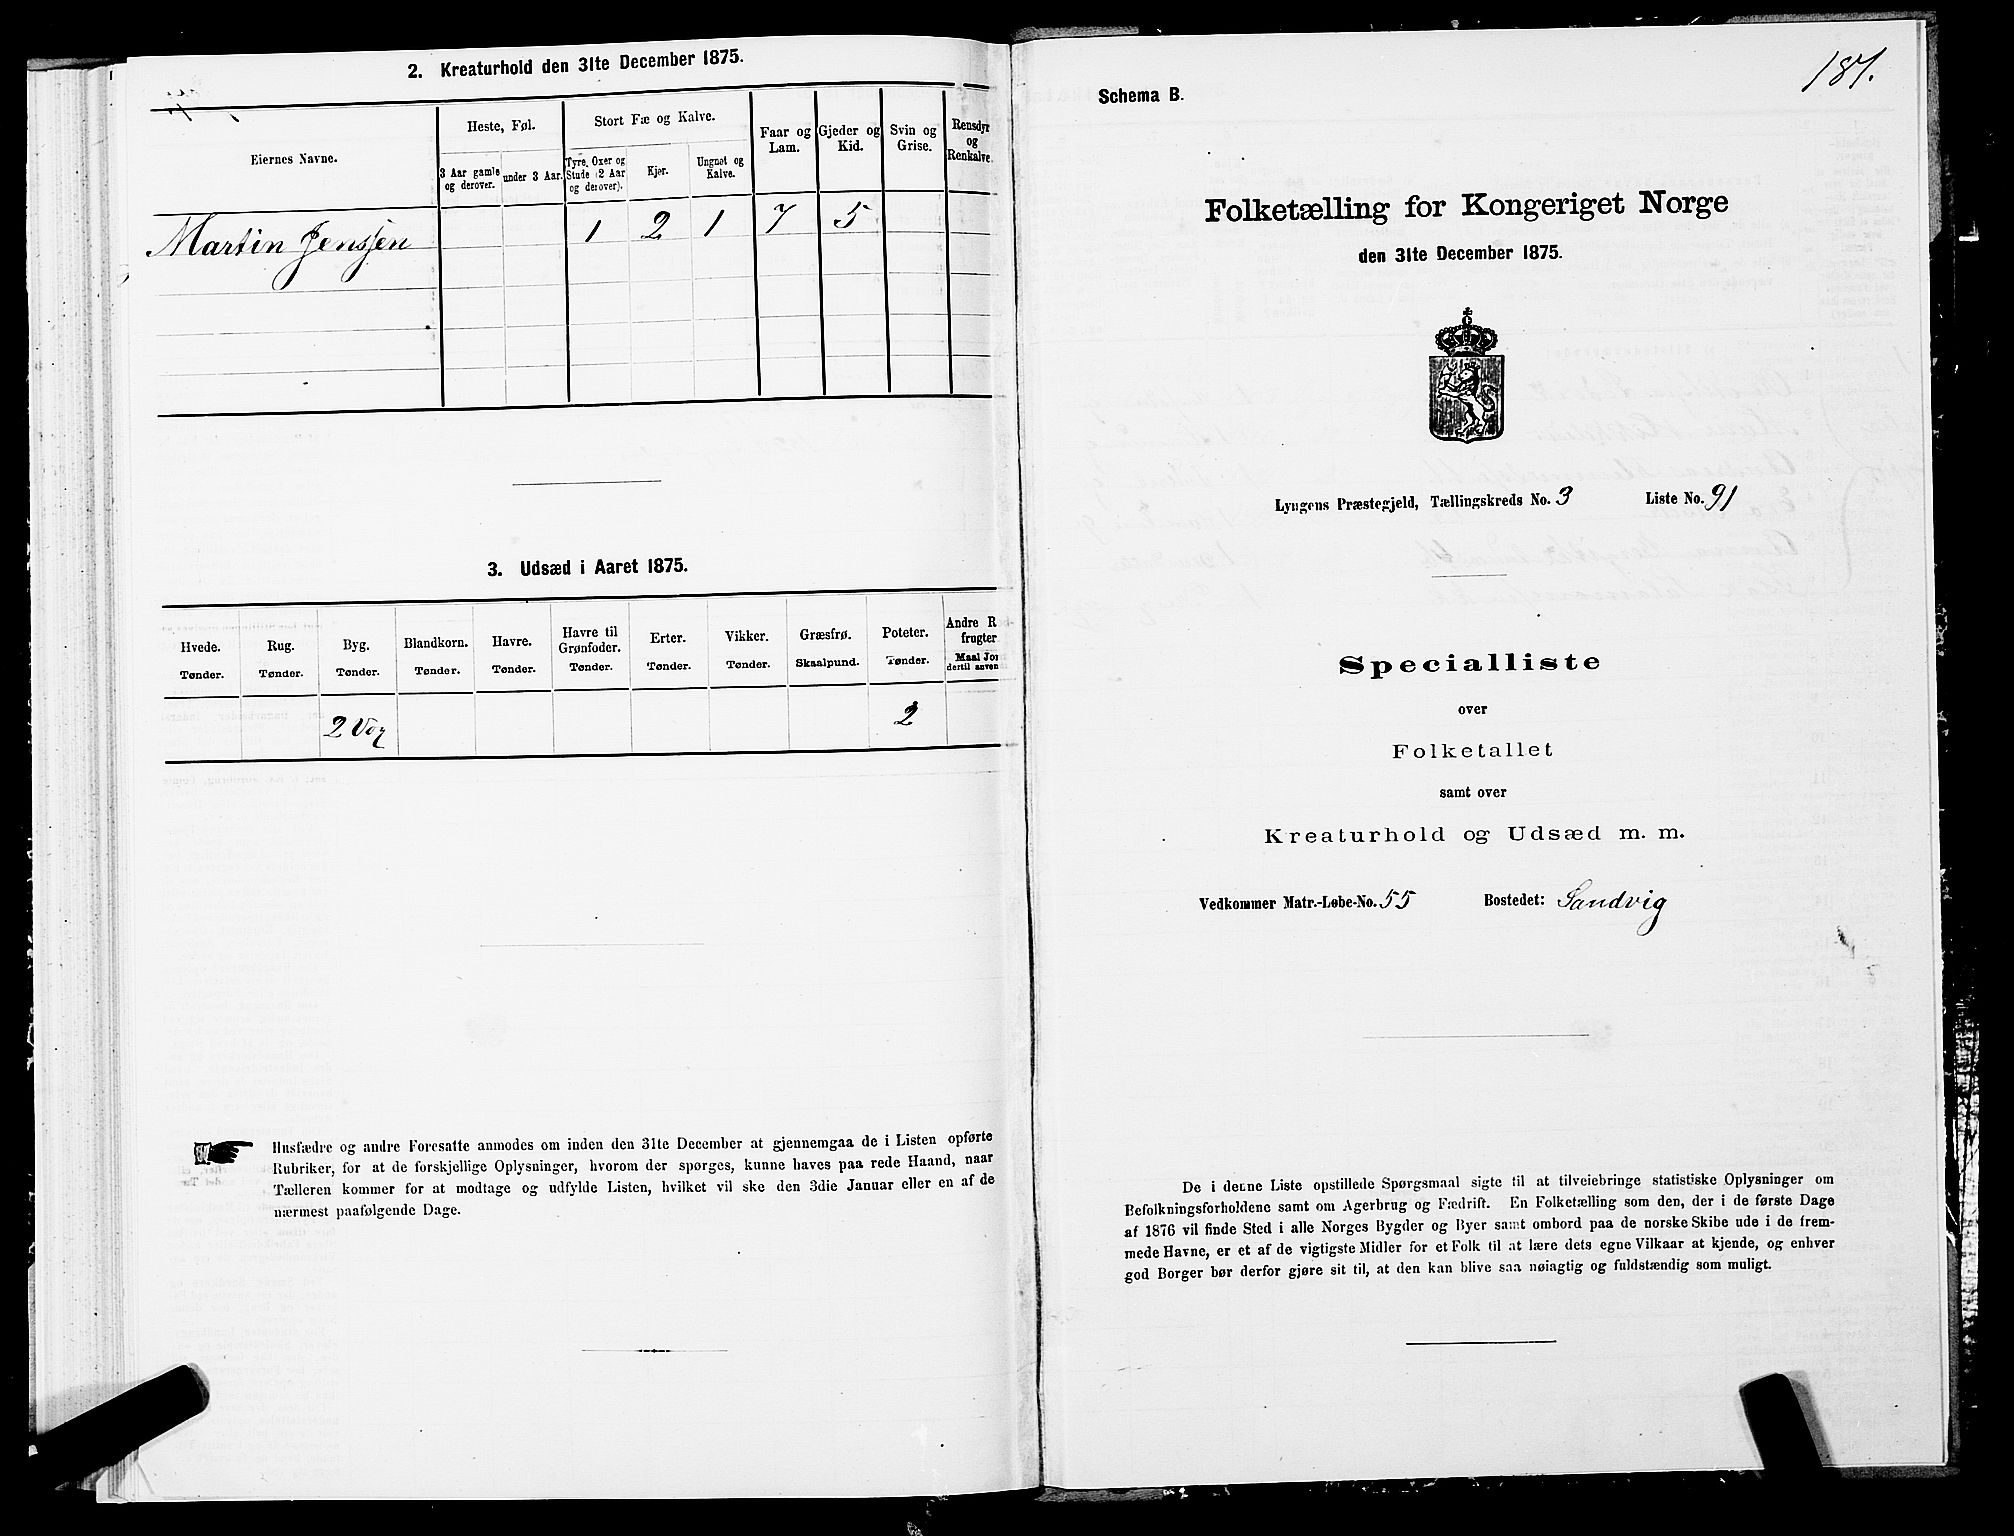 2. Kreaturhold den 31te December 1875.
Eiernes Navne.
Heste, Føl.
Stort Fæ og Kalve.
Faar og Lam.
Gjeder og Kid.
Svin og Grise.
Rensdyr og Renkalve.
3 Aar gamle og derover.
under 3 Aar.
Tyre, Oxer og Stude (2 Aar og derover).
Kjør.
Ungnøt og Kalve.
Martin Jensen 1 2 1 7 5
3. Udsæd i Aaret 1875.
Hvede. Rug. Byg. Blandkorn. Havre. Havre til Grønfoder. Erter. Vikker. Græsfrø. Poteter. Andre R
frugter
Tønder. Tønder. Tønder. Tønder. Tønder. Tønder. Tønder. Tønder. Skaalpund. Tønder. Maal Jor
dertil anven
2 Vog 2
Husfædre og andre Foresatte anmodes om inden den 31te December at gjennemgaa de i Listen opførte
Rubriker, for at de forskjellige Oplysninger, hvorom der spørges, kunne haves paa rede Haand, naar
Tælleren kommer for at modtage og udfylde Listen, hvilket vil ske den 3die Januar eller en af de
nærmest paafølgende Dage.
187.
Schema B.
Folketælling for Kongeriget Norge
den 31te December 1875.
Lyngens Præstegjeld, Tællingskreds No. 3 Liste No. 91
Specialliste
over
Folketallet
samt over
Kreaturhold og Udsæd m. m.
Vedkommer Matr.-Løbe-No. 55 Bostedet: Sandvig
De i denne Liste opstillede Spørgsmaal sigte til at tilveiebringe statistiske Oplysninger om
Befolkningsforholdene samt om Agerbrug og Fædrift. En Folketælling som den, der i de første Dage
af 1876 vil finde Sted i alle Norges Bygder og Byer samt ombord paa de norske Skibe ude i de frem-
mede Havne, er et af de vigtigste Midler for et Folk til at lære dets egne Vilkaar at kjende, og enhver
god Borger bør derfor gjøre sit til, at den kan blive saa nøiagtig og fuldstændig som muligt.